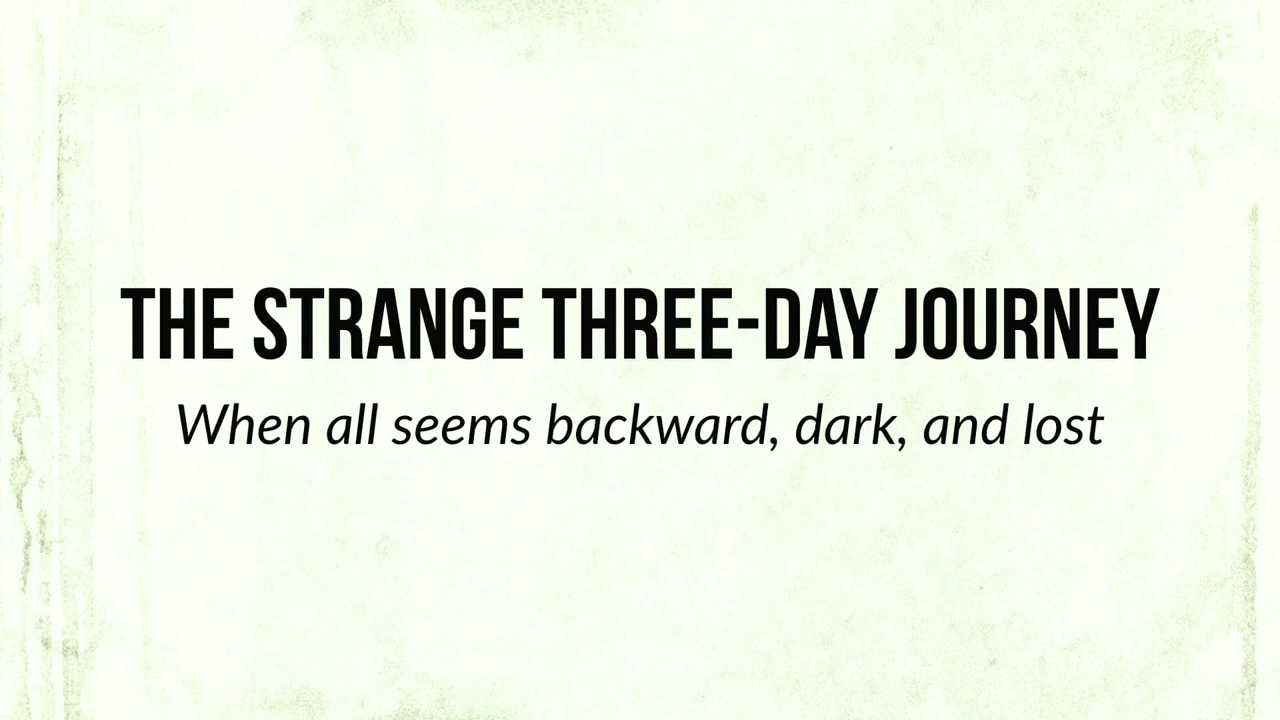 THE STRANGE THREE-DAY JOURNEY
When all seems backward, dark, and lost